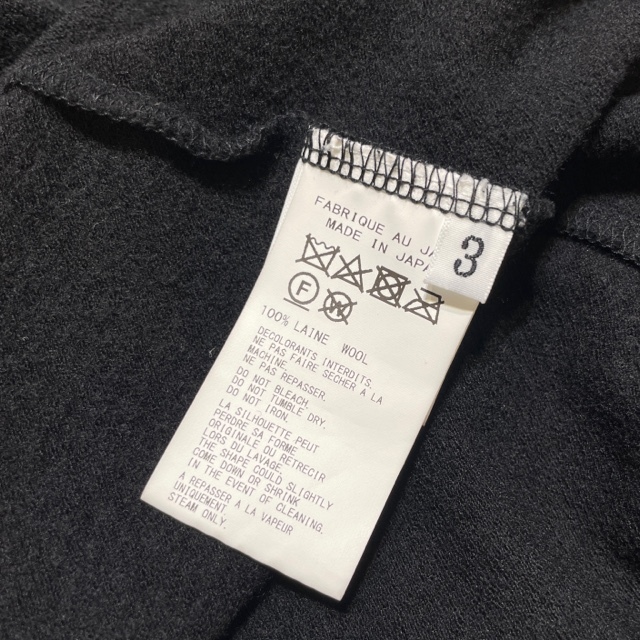 FABRIQUE AU JA
MADE IN JAPA
3
F
W
100% LAINE WOOL
DECOLORANTS INTERDITS.
NE PAS FAIRE SECHER A LA
MACHINE.
NE PAS REPASSER.
DO NOT BLEACH
DO NOT TUMBLE DRY.
DO NOT IRON.
LA SILHOUETTE PEUT
PERDRE SA FORME
ORIGINALE OU RETRECIR
LORS DU LAVAGE.
THE SHAPE COULD SLIGHTLY
COME DOWN OR SHRINK
IN THE EVENT OF CLEANING.
A REPASSER A LA VAPEUR
UNIQUEMENT.
STEAM ONLY.